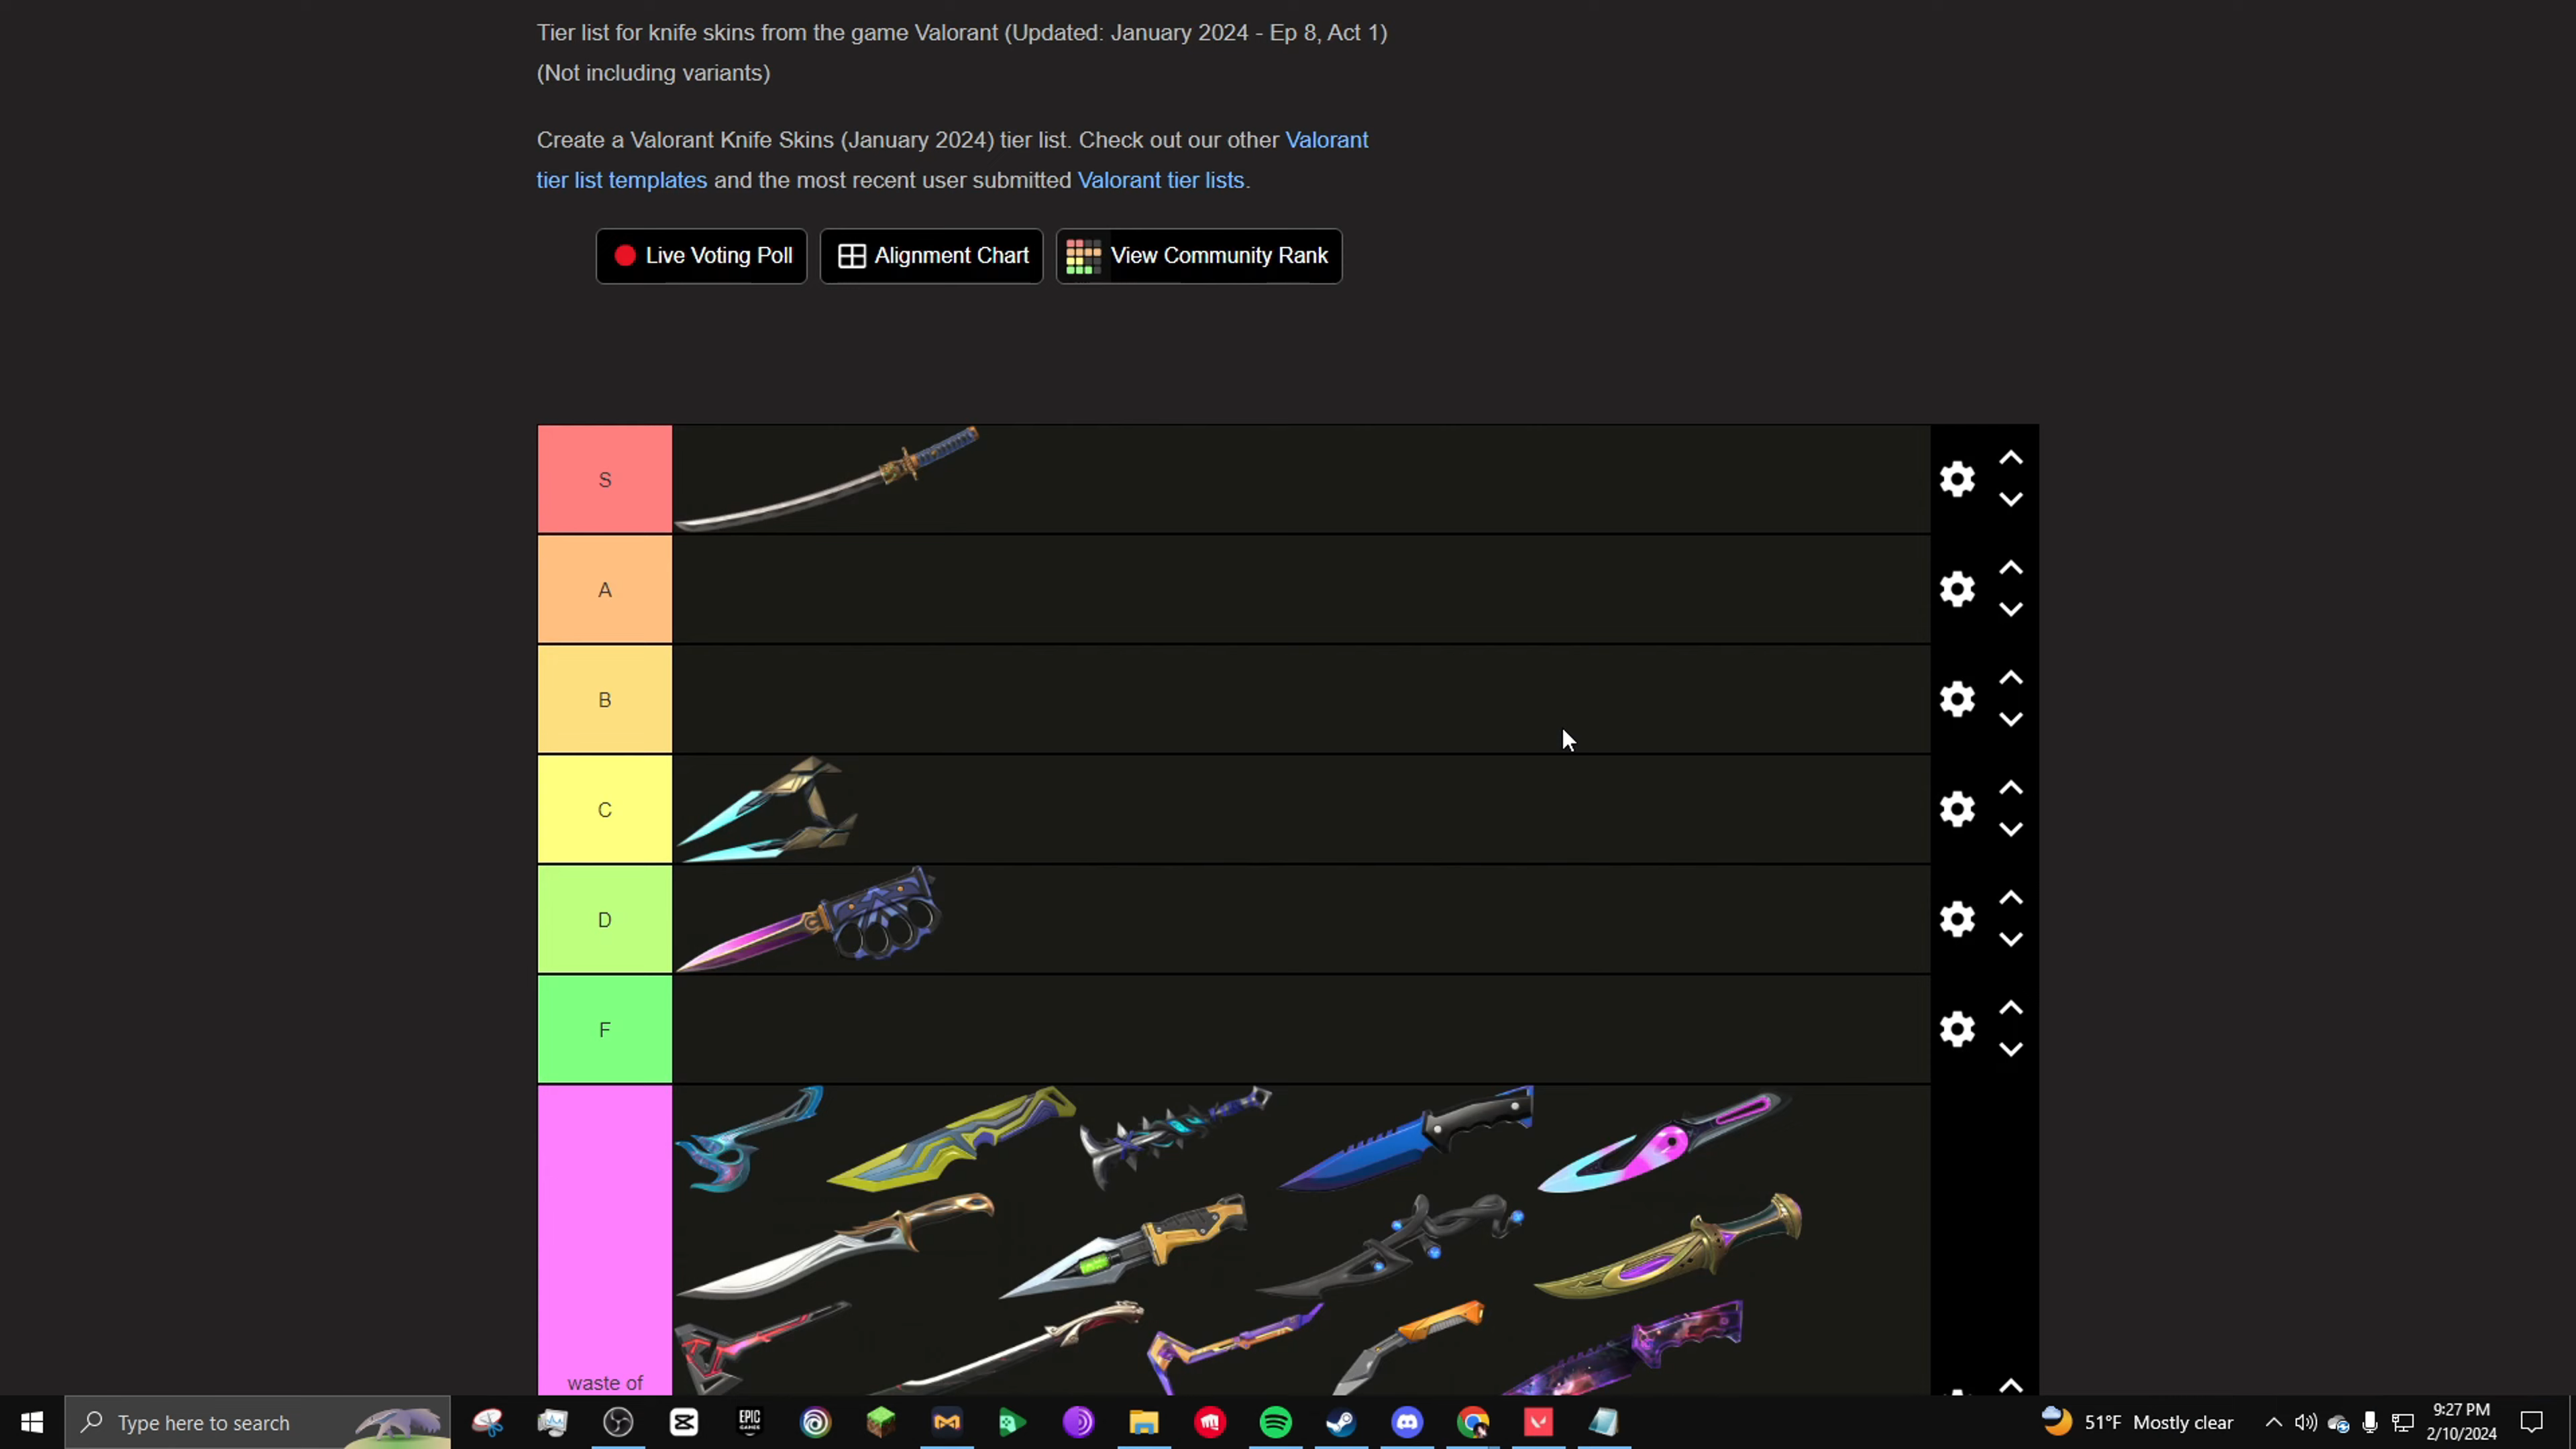 Tier list for knife skins from the game Valorant (Updated: January 2024 - Ep 8, Act 1)
(Not including variants)
Create a Valorant Knife Skins (January 2024) tier list. Check out our other Valorant
tier list templates and the most recent user submitted Valorant tier lists.
Live Voting Poll
Alignment Chart
View Community Rank
S
A
B
C
D
F
waste of
Type here to search
EPIC
GAMES
51°F Mostly clear
9:27 PM
2/10/2024